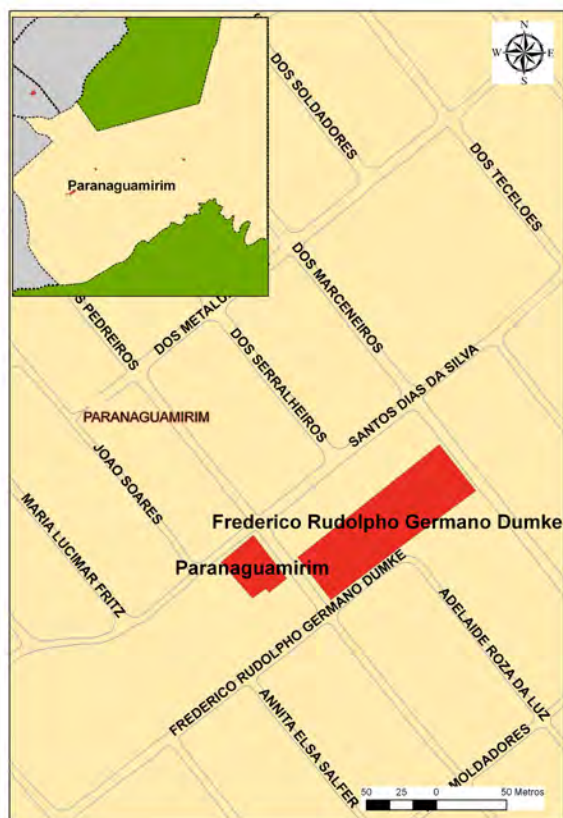 N
W E
S
DOS SOLDADORES
DOS TECELOES
Paranaguamirim
DOS MARCENEIROS
PEDREIROS
DOS METALU
DOS SERRALHEIROS
SANTOS DIAS DA SILVA
PARANAGUAMIRIM
JOAO SOARES
MARIA LUCIMAR FRITZ
Frederico Rudolpho Germano Dumke
Paranaguamirim
FREDERICO RUDOLPHO GERMANO DUMKE
ADELAIDE ROZA DA LUZ
ANNITA ELSA SALFER
MOLDADORES
50 25 0 50 Metros